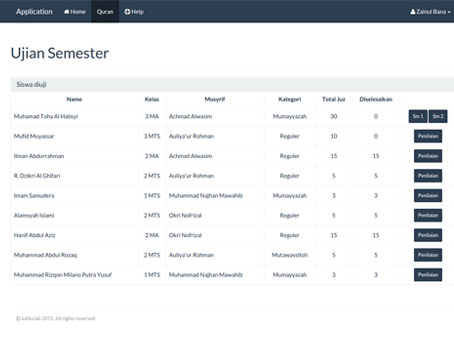 Application Home Quran Help Zainul Bana
Ujian Semester
Siswa diuji
Name Kelas Musyrif Kategori Total Juz Diselesaikan
Muhamad Toha Al Habsyi 3 MA Achmad Alwasim Mumayyazah 30 0 Sm 1 Sm 2
Mufid Muyassar 3 MTS Auliya'ur Rohman Reguler 10 0 Penilaian
Ilman Abdurrahman 2 MA Achmad Alwasim Reguler 15 15 Penilaian
R. Dzikri Al Ghifari 2 MTS Auliya'ur Rohman Reguler 5 5 Penilaian
Imam Samudera 1 MTS Muhammad Najhan Mawahib Mumayyazah 3 3 Penilaian
Alamsyah Islami 2 MTS Okri Nofrizal Reguler 5 5 Penilaian
Hanif Abdul Aziz 2 MA Okri Nofrizal Reguler 15 15 Penilaian
Muhammad Abdul Rozaq 2 MTS Auliya'ur Rohman Mutawassitoh 5 5 Penilaian
Muhammad Rizqon Milano Putra Yusuf 1 MTS Muhammad Najhan Mawahib Mumayyazah 3 3 Penilaian
2015. All rights reserved.